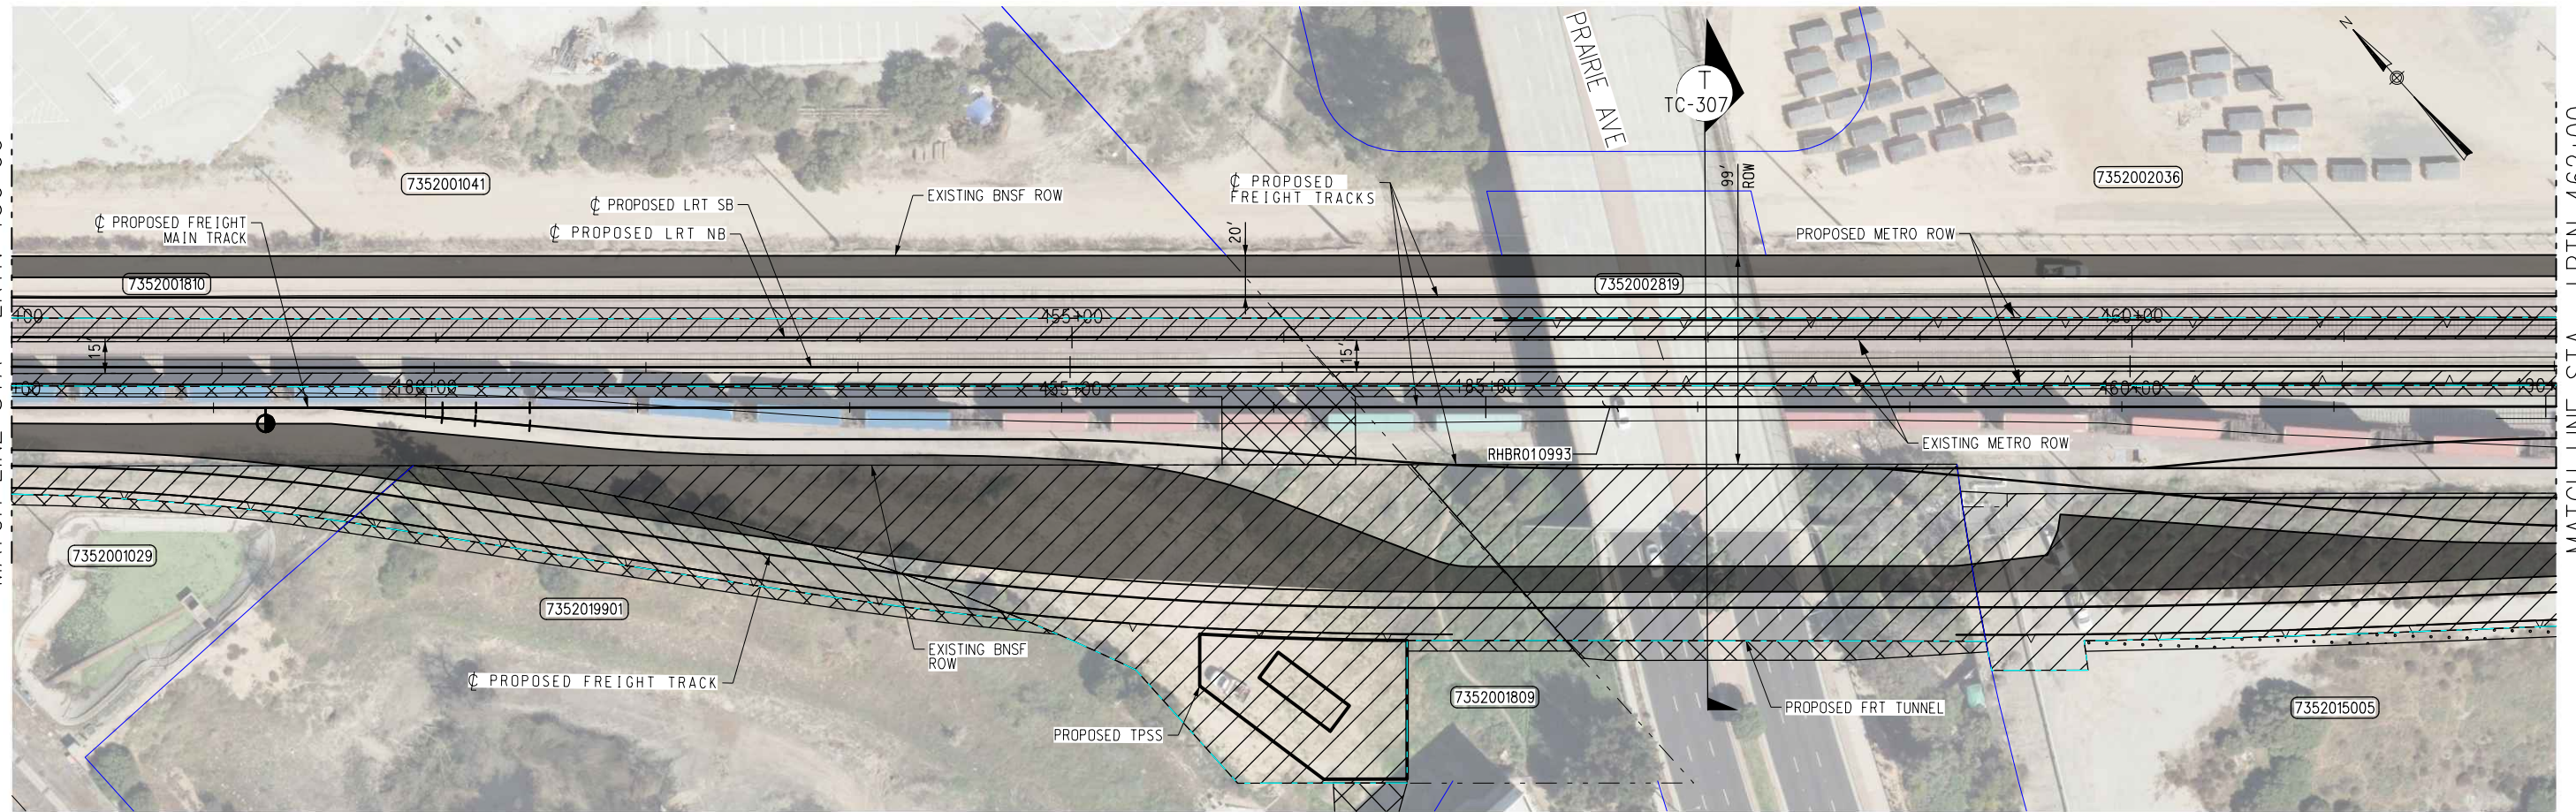 PRAIRIE AVE
T
TC-307
N
7352001041
7352002036
99'
ROW
EXISTING BNSF ROW
℄ PROPOSED LRT SB
℄ PROPOSED LRT NB
℄ PROPOSED
FREIGHT TRACKS
℄ PROPOSED FREIGHT
MAIN TRACK
20'
PROPOSED METRO ROW
7352001810
7352002819
+00
455+00
460+00
15'
15'
+00
180+00
455+00
185+00
460+00
RHBR010993
EXISTING METRO ROW
7352001029
7352019901
EXISTING BNSF
ROW
℄ PROPOSED FREIGHT TRACK
PROPOSED TPSS
7352001809
PROPOSED FRT TUNNEL
7352015005